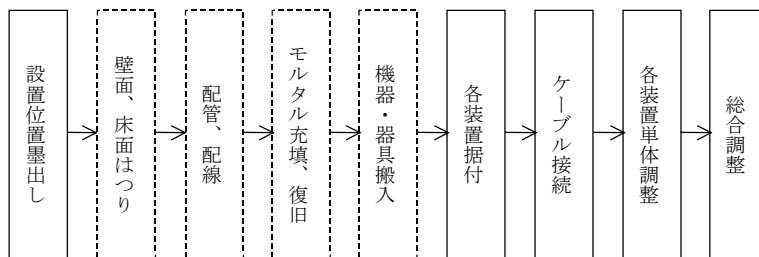 設置位置墨出し
壁面、床面はつり
配管、配線
モルタル充填、復旧
機器・器具搬入
各装置据付
ケーブル接続
各装置単体調整
総合調整